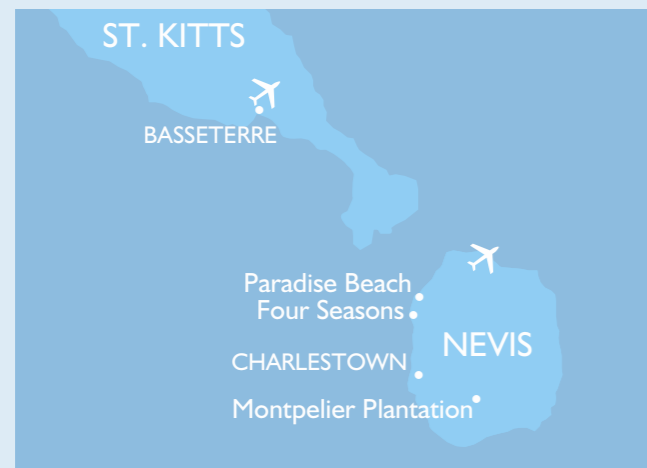 ST. KITTS
BASSETERRE
Paradise Beach
Four Seasons
NEVIS
CHARLESTOWN
Montpelier Plantation